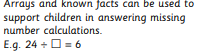 Arrays and known facts can be used to
support children in answering missing
number calculations.
E.g. 24 ÷ □ = 6